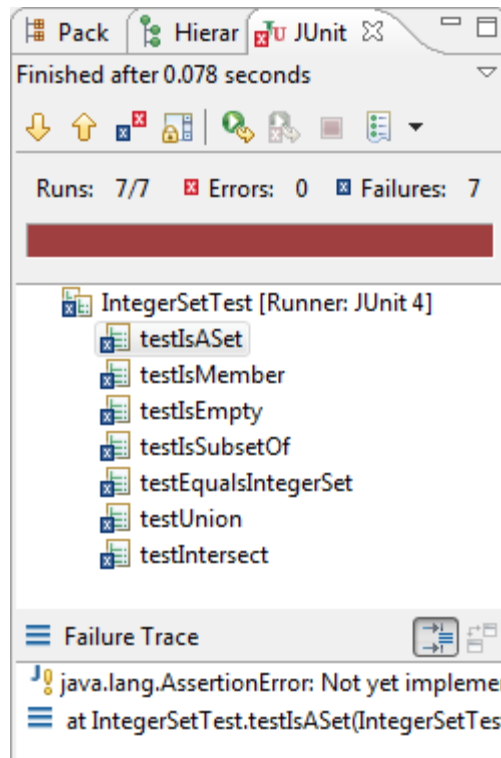 Pack Hierar JUnit
Finished after 0.078 seconds
Runs: 7/7 Errors: 0 Failures: 7
IntegerSetTest [Runner: JUnit 4]
testIsASet
testIsMember
testIsEmpty
testIsSubsetOf
testEqualsIntegerSet
testUnion
testIntersect
Failure Trace
java.lang.AssertionError: Not yet impleme
at IntegerSetTest.testIsASet(IntegerSetTes